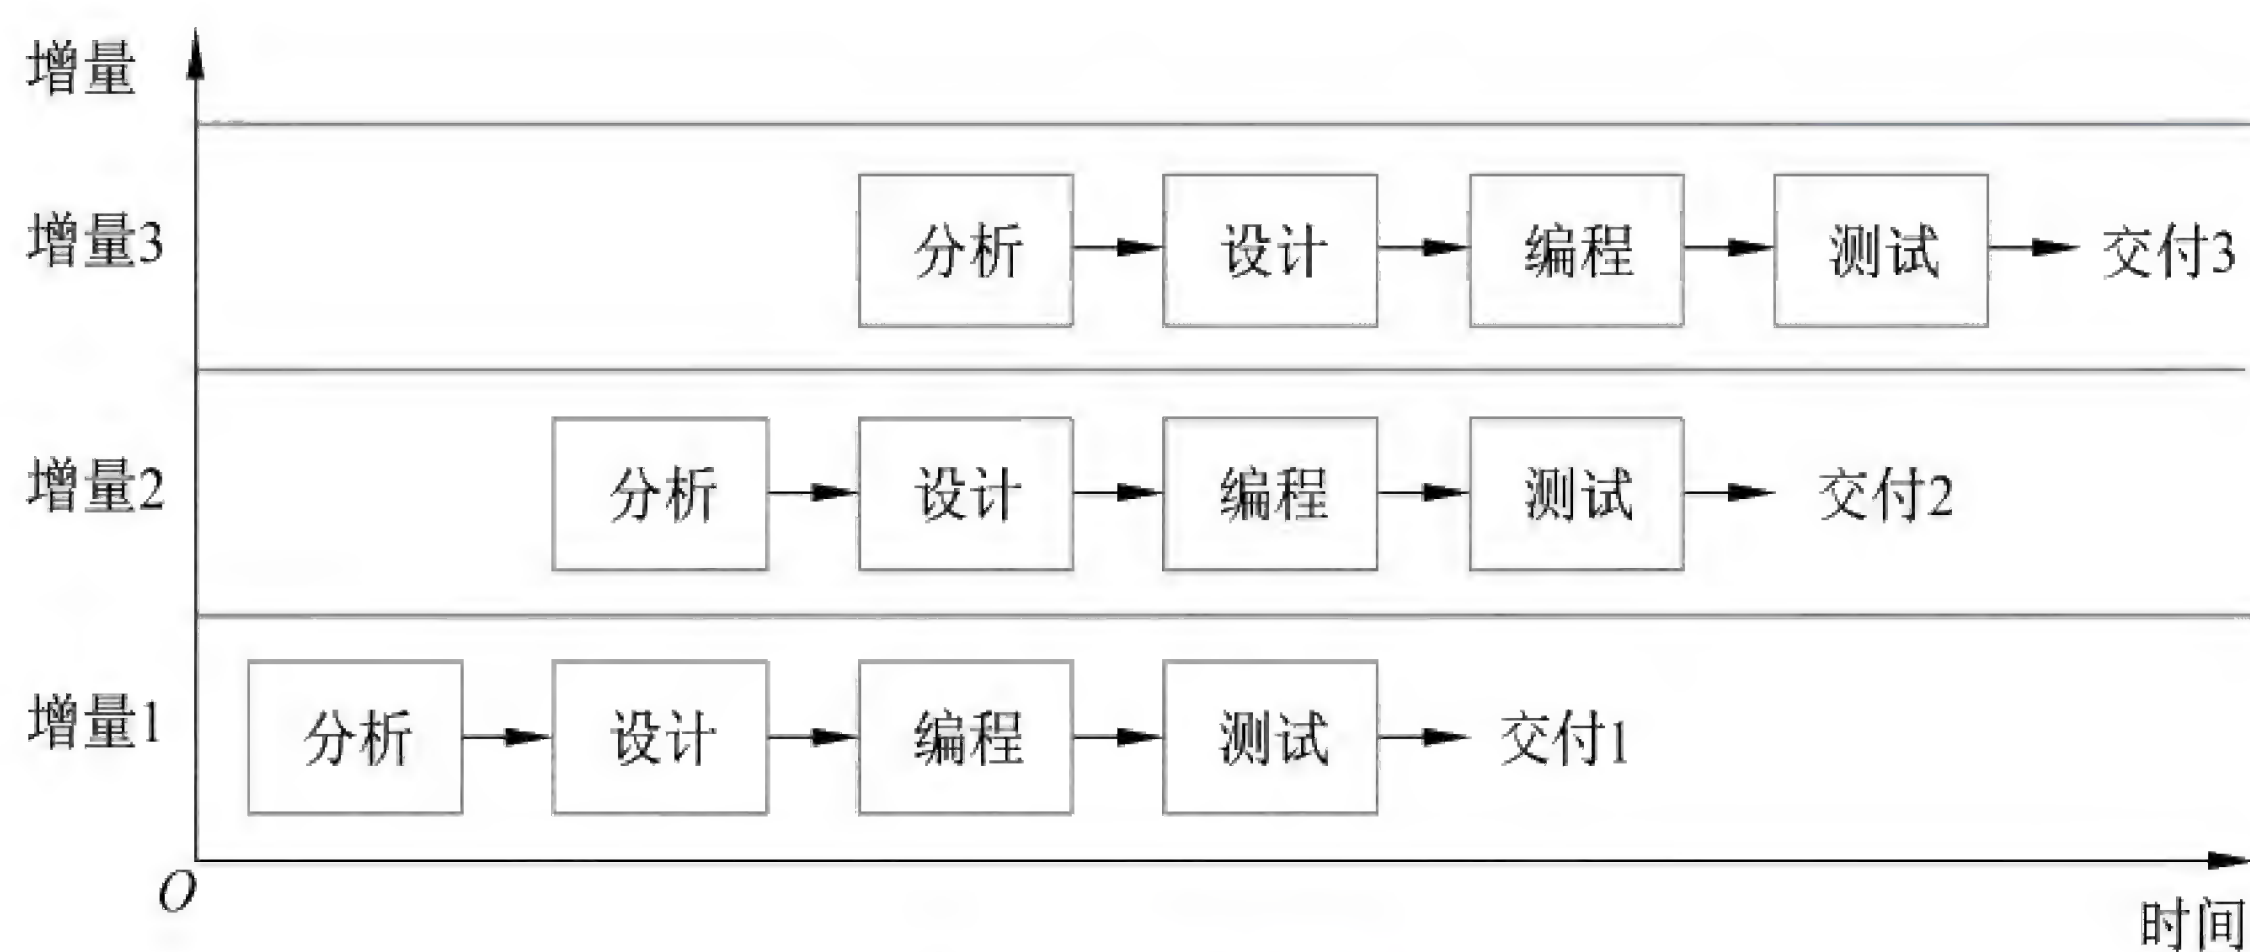 增量
增量3 分析 设计 编程 测试 交付3
增量2 分析 设计 编程 测试 交付2
增量1 分析 设计 编程 测试 交付1
O
时间